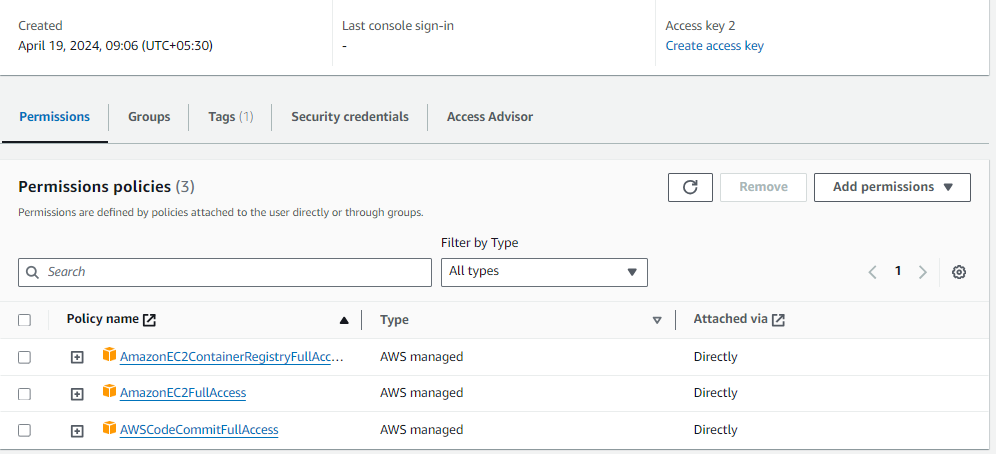 Created
Last console sign-in
Access key 2
April 19, 2024, 09:06 (UTC+05:30)
-
Create access key
Permissions
Groups
Tags (1)
Security credentials
Access Advisor
Permissions policies (3)
Remove
Add permissions
Permissions are defined by policies attached to the user directly or through groups.
Filter by Type
Search
All types
1
Policy name
Type
Attached via
AmazonEC2ContainerRegistryFullAcc...
AWS managed
Directly
AmazonEC2FullAccess
AWS managed
Directly
AWSCodeCommitFullAccess
AWS managed
Directly